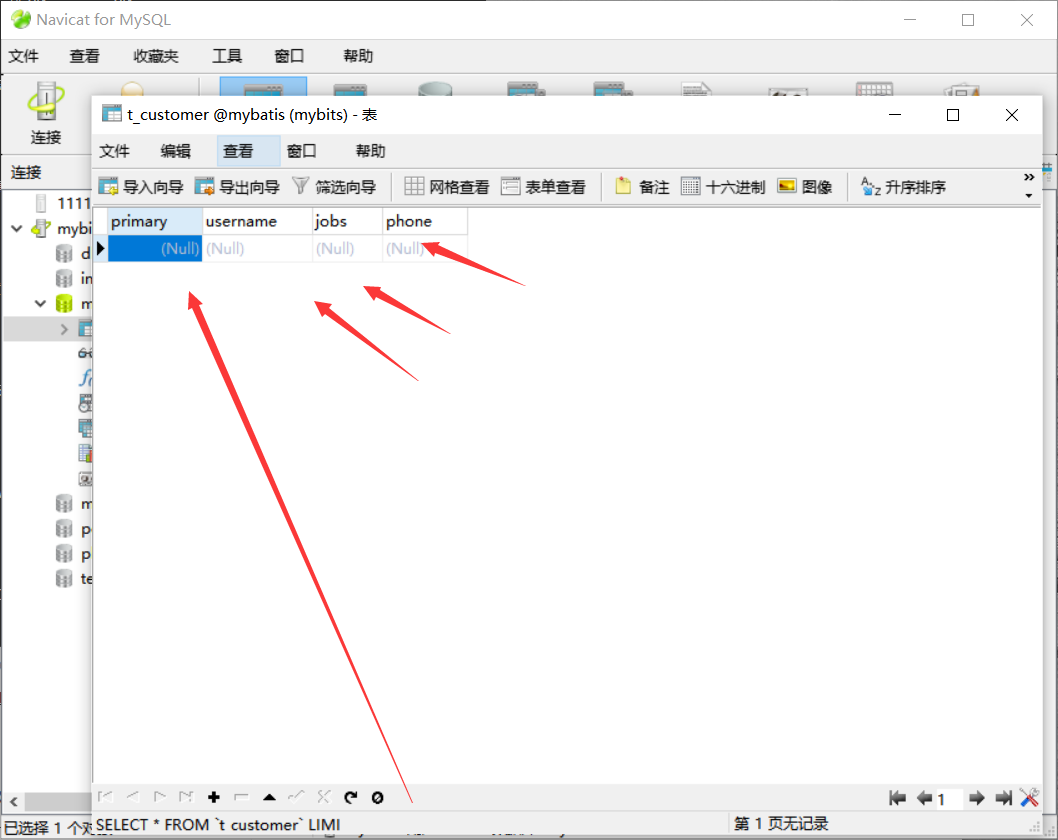 Navicat for MySQL
文件 查看 收藏夹 工具 窗口 帮助
连接
连接
1111
mybi
t_customer @mybatis (mybits) - 表
文件 编辑 查看 窗口 帮助
导入向导 导出向导 筛选向导 网格查看 表单查看 备注 十六进制 图像 升序排序
primary username jobs phone
(Null) (Null) (Null) (Null)
d
in
m
m
p
p
te
1
已选择 1 个对
SELECT * FROM `t customer` LIMI
第 1 页无记录